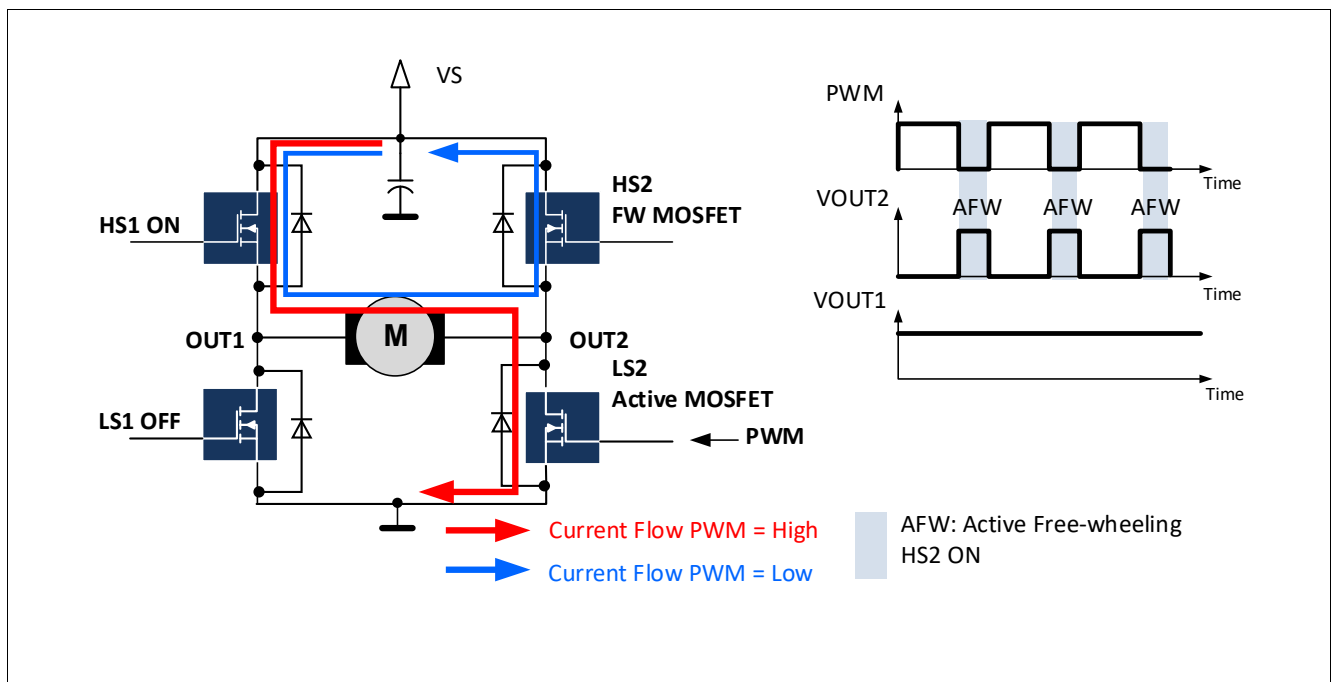 VS
HS1 ON
HS2
FW MOSFET
OUT1
M
OUT2
LS1 OFF
LS2
Active MOSFET
PWM
Current Flow PWM = High
Current Flow PWM = Low
PWM
Time
VOUT2
AFW AFW AFW
Time
VOUT1
Time
AFW: Active Free-wheeling
HS2 ON